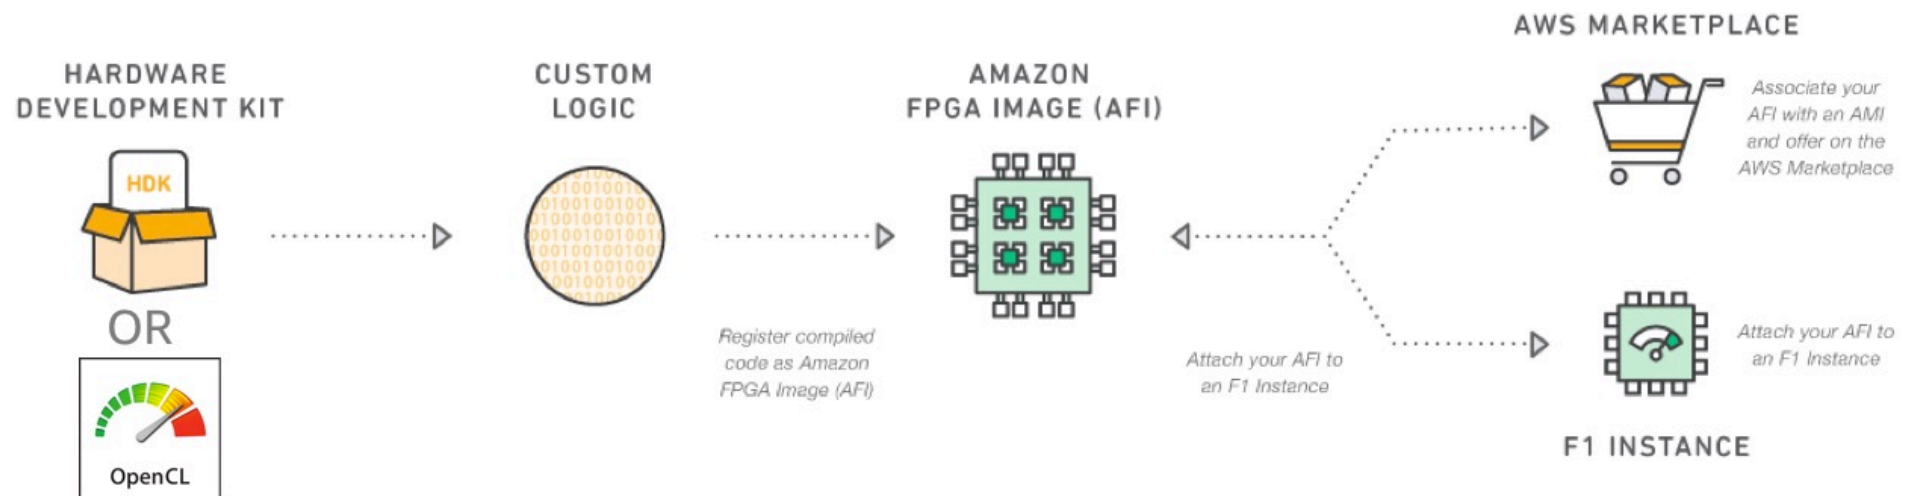 HARDWARE
DEVELOPMENT KIT
HDK
OR
OpenCL
CUSTOM
LOGIC
Register compiled
code as Amazon
FPGA Image (AFI)
AMAZON
FPGA IMAGE (AFI)
Attach your AFI to
an F1 Instance
AWS MARKETPLACE
Associate your
AFI with an AMI
and offer on the
AWS Marketplace
Attach your AFI to
an F1 Instance
F1 INSTANCE